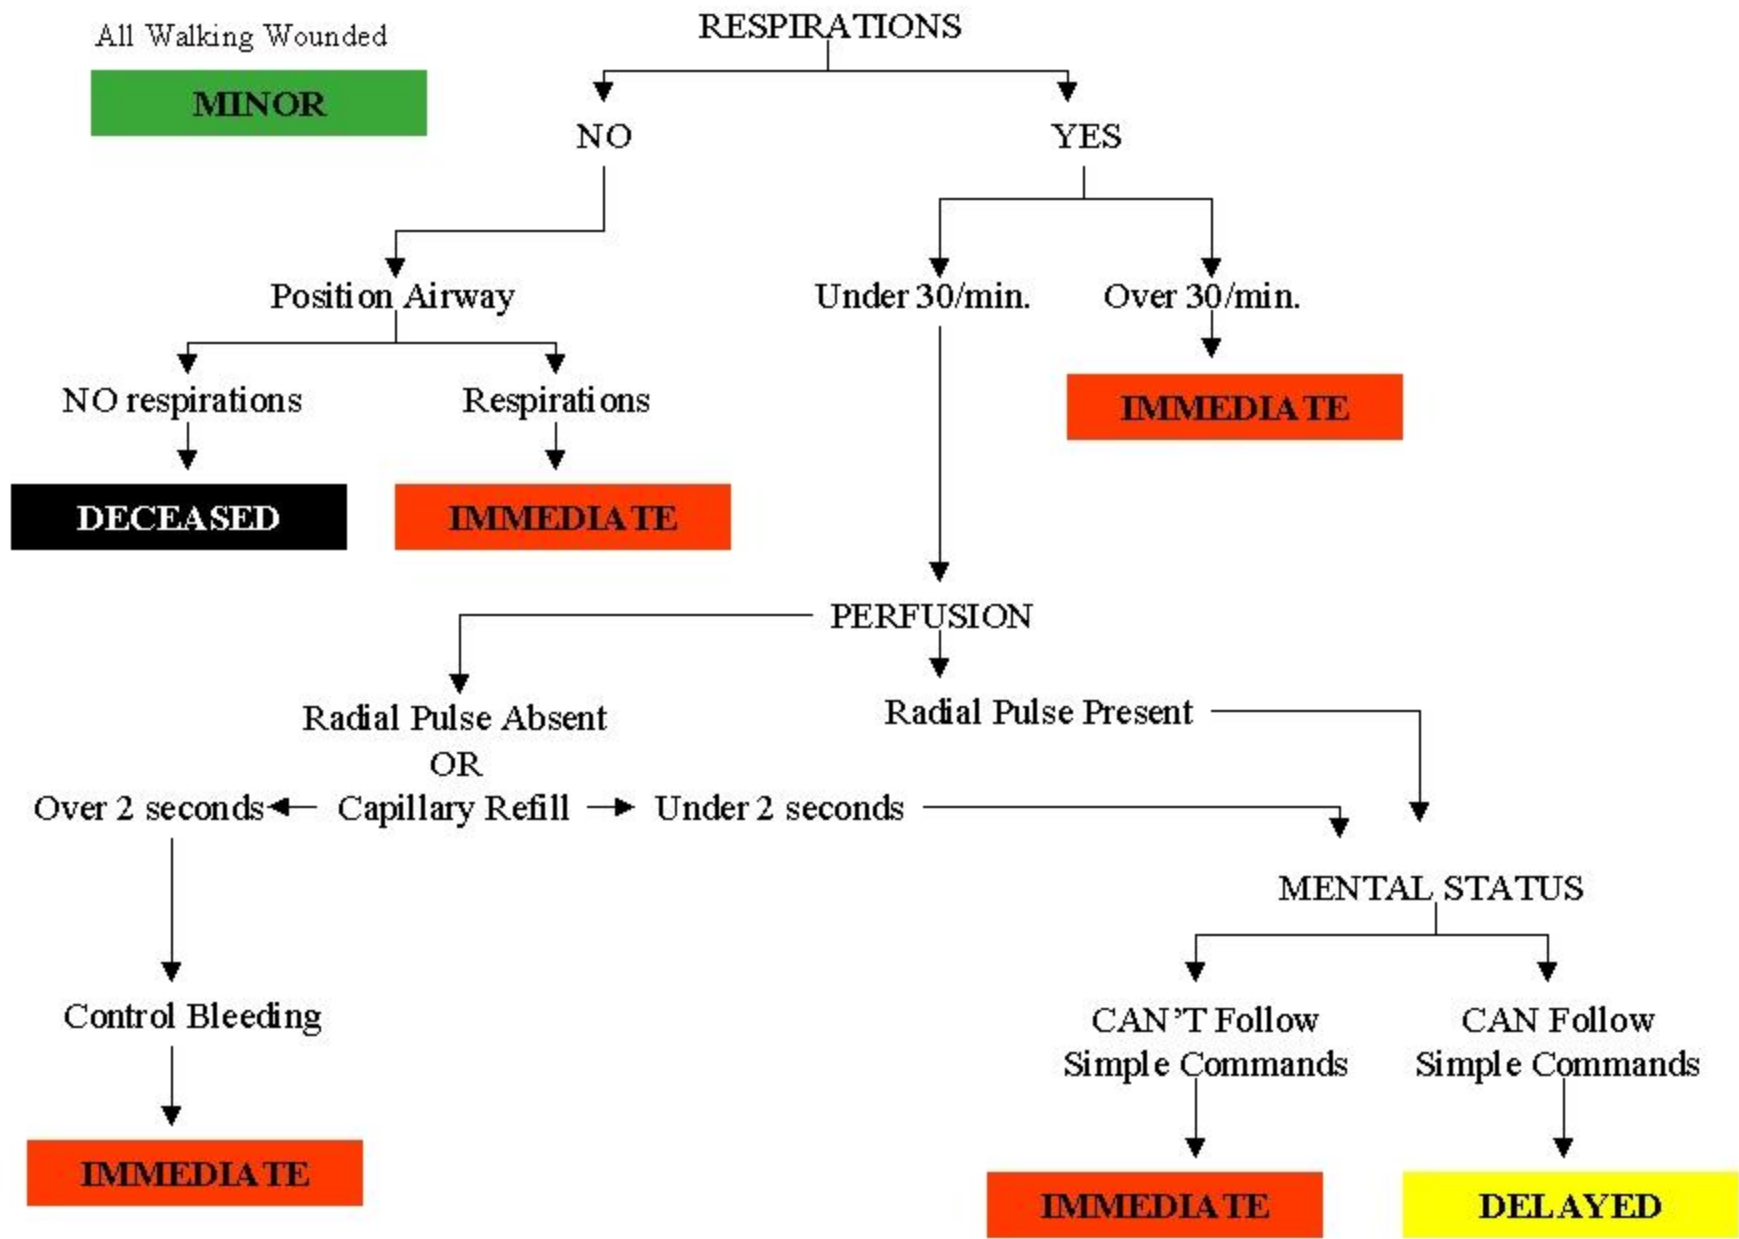 All Walking Wounded
MINOR
RESPIRATIONS
NO
YES
Position Airway
Under 30/min.
Over 30/min.
NO respirations
Respirations
IMMEDIATE
DECEASED
IMMEDIATE
PERFUSION
Radial Pulse Absent
Radial Pulse Present
OR
Over 2 seconds
Capillary Refill
Under 2 seconds
MENTAL STATUS
Control Bleeding
CAN'T Follow
Simple Commands
CAN Follow
Simple Commands
IMMEDIATE
IMMEDIATE
DELAYED